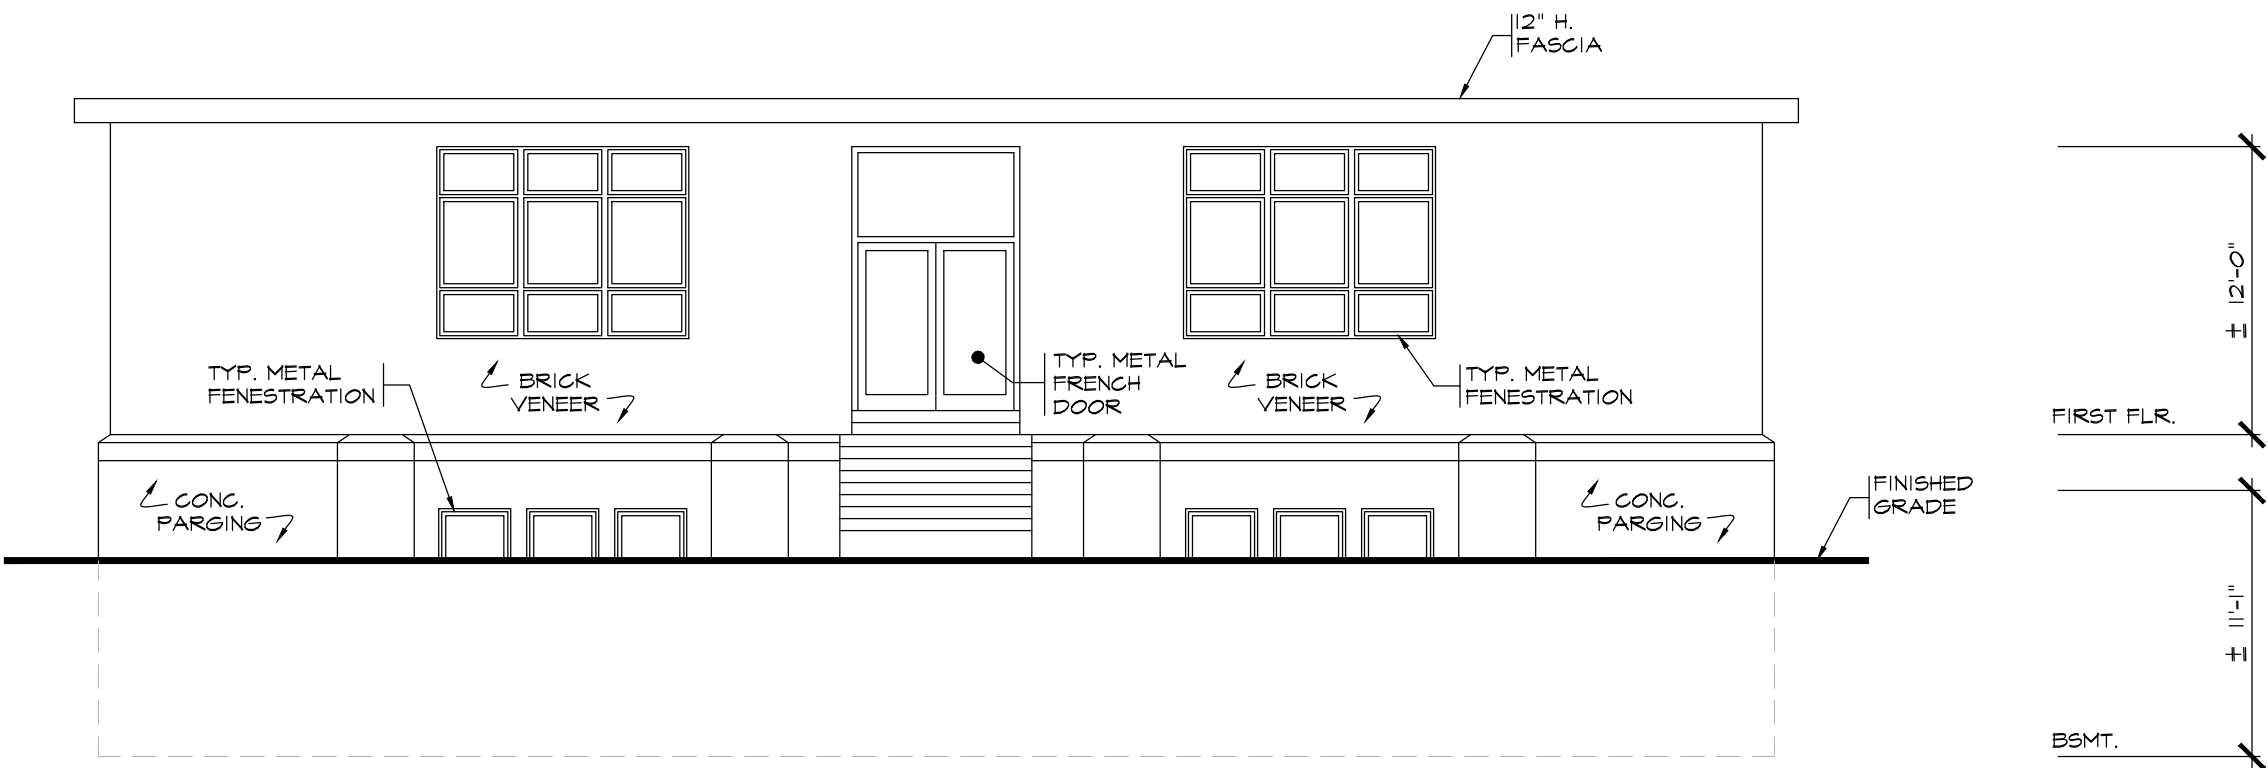 12" H.
FASCIA
± 12'-0"
TYP. METAL
FENESTRATION
BRICK
VENEER
TYP. METAL
FRENCH
DOOR
BRICK
VENEER
TYP. METAL
FENESTRATION
FIRST FLR.
CONC.
PARGING
CONC.
PARGING
FINISHED
GRADE
± 11'-1"
BSMT.